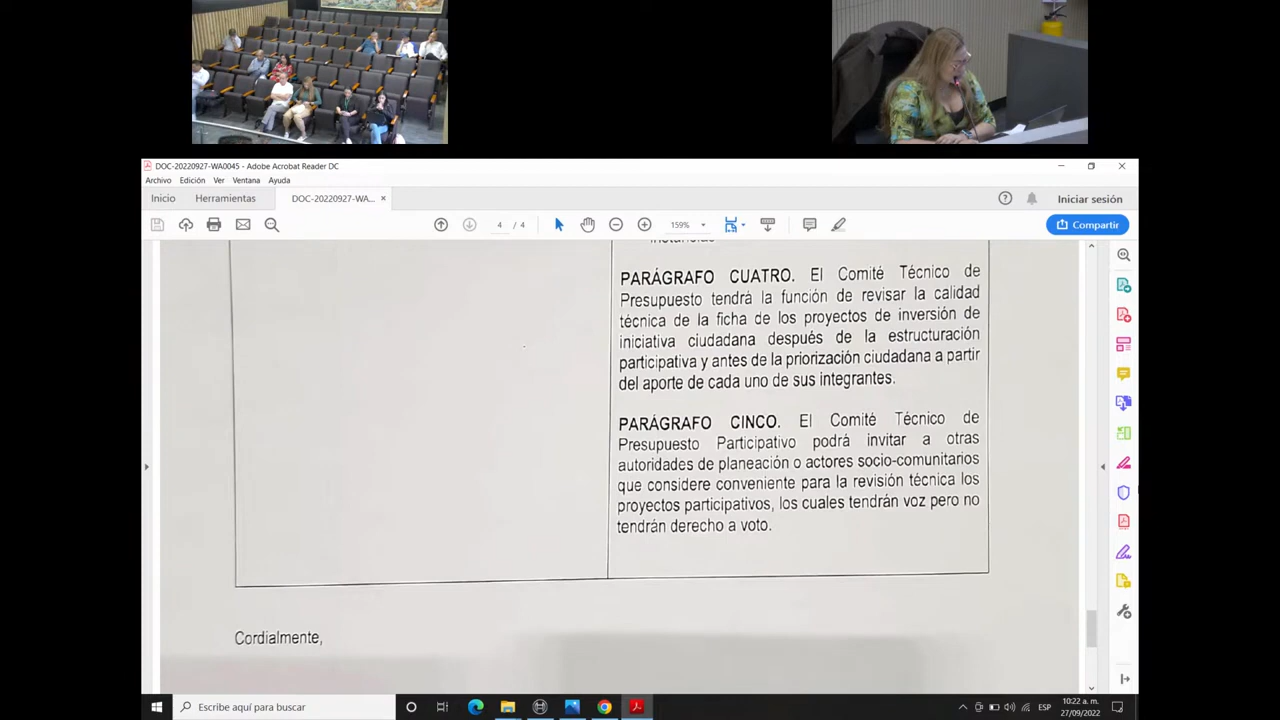 DOC-20220927-WA0045 - Adobe Acrobat Reader DC
Archivo Edición Ver Ventana Ayuda
Inicio Herramientas DOC-20220927-WA... Iniciar sesión
4 / 4 159% Compartir
PARÁGRAFO CUATRO. El Comité Técnico de
Presupuesto tendrá la función de revisar la calidad
técnica de la ficha de los proyectos de inversión de
iniciativa ciudadana después de la estructuración
participativa y antes de la priorización ciudadana a partir
del aporte de cada uno de sus integrantes.
PARÁGRAFO CINCO. El Comité Técnico de
Presupuesto Participativo podrá invitar a otras
autoridades de planeación o actores socio-comunitarios
que considere conveniente para la revisión técnica los
proyectos participativos, los cuales tendrán voz pero no
tendrán derecho a voto.
Cordialmente,
Escribe aquí para buscar
ESP
10:22 a. m.
27/09/2022